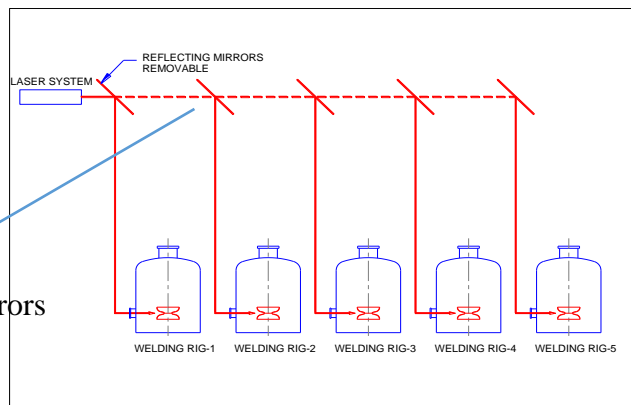 REFLECTING MIRRORS
REMOVABLE
LASER SYSTEM
rors
WELDING RIG-1 WELDING RIG-2 WELDING RIG-3 WELDING RIG-4 WELDING RIG-5